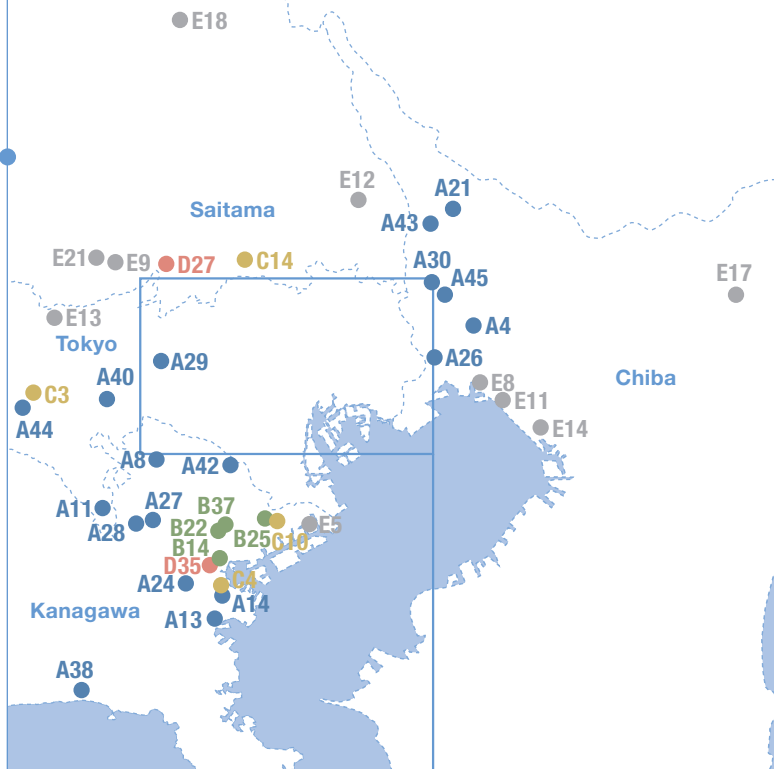 E18
E12
A21
Saitama
A43
E21
E9
D27
C14
A30
A45
E17
E13
A4
Tokyo
A29
A26
A40
Chiba
E8
C3
E11
A44
E14
A8
A42
A11
A27
B37
A28
B22
B25
C10
E5
B14
D35
A24
C4
A14
Kanagawa
A13
A38